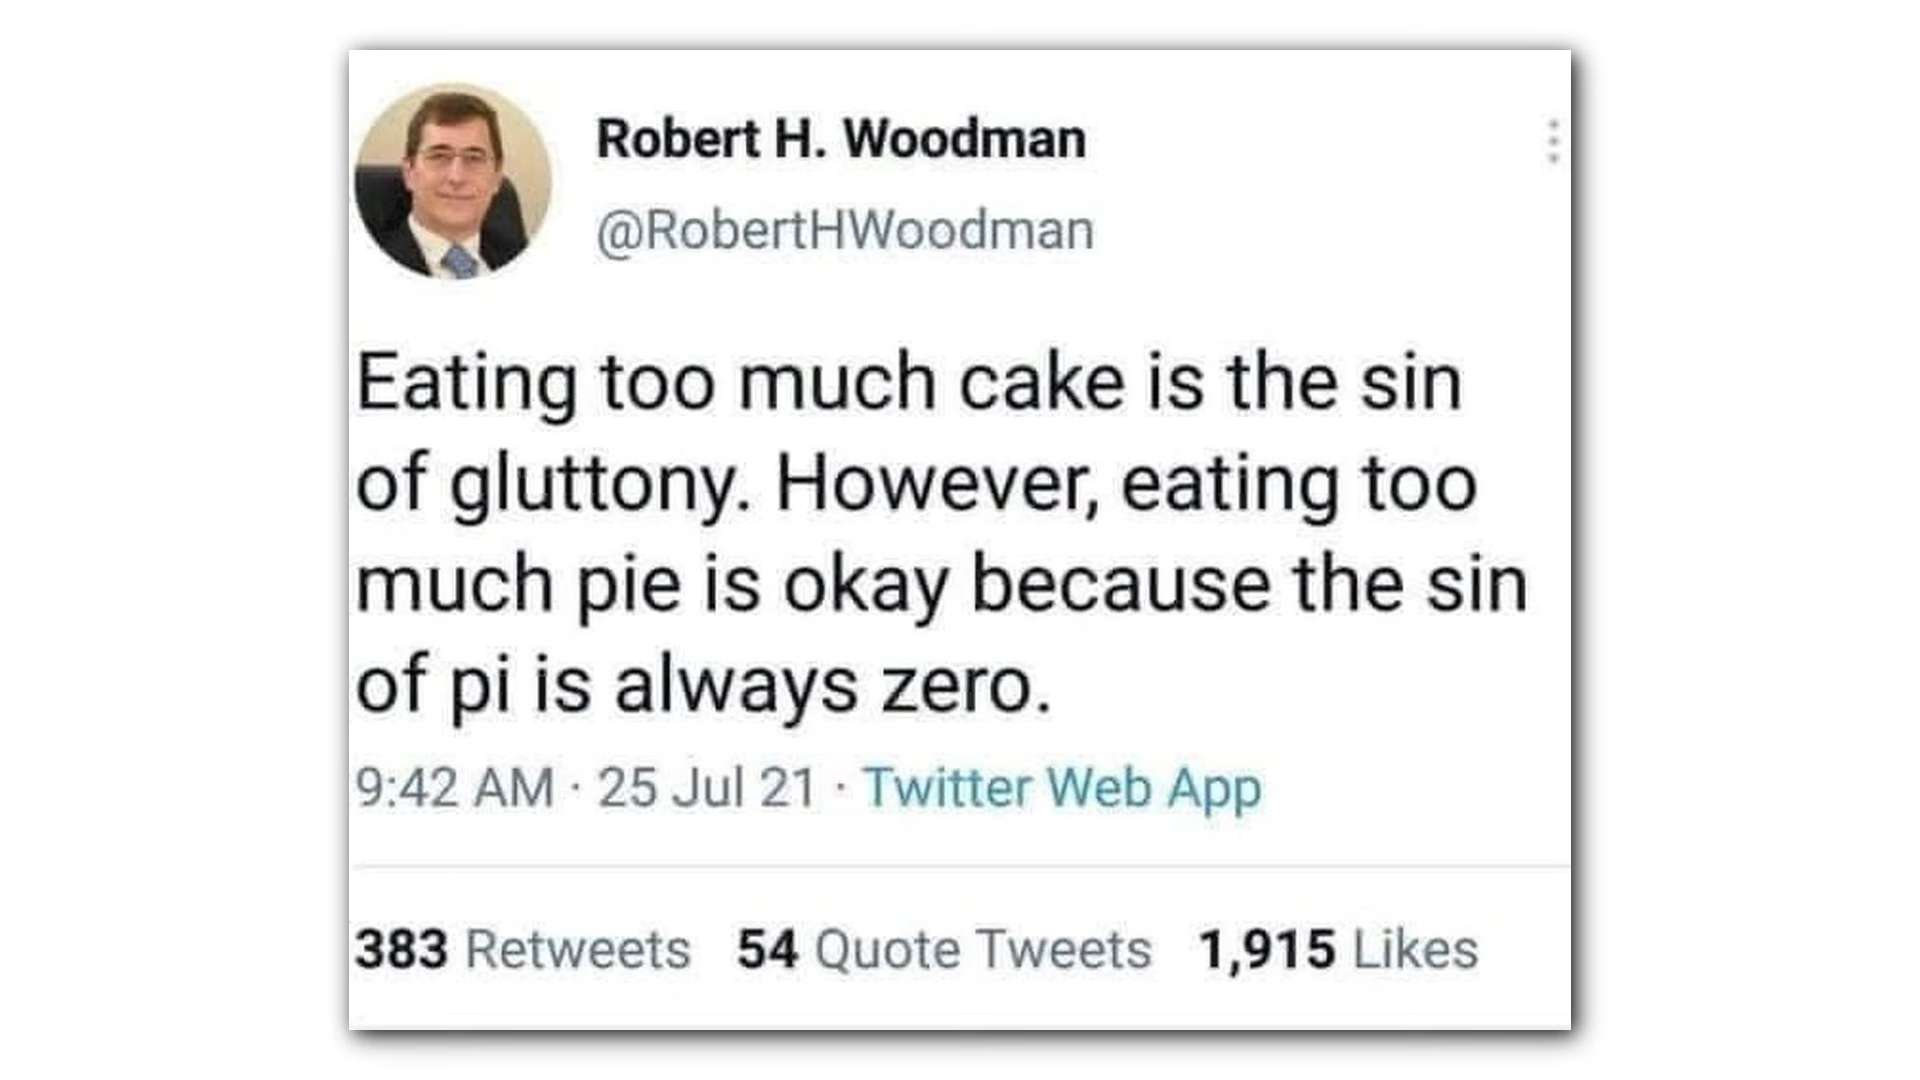 Robert H. Woodman
@RobertHWoodman
Eating too much cake is the sin
of gluttony. However, eating too
much pie is okay because the sin
of pi is always zero.
9:42 AM · 25 Jul 21 · Twitter Web App
383 Retweets 54 Quote Tweets 1,915 Likes